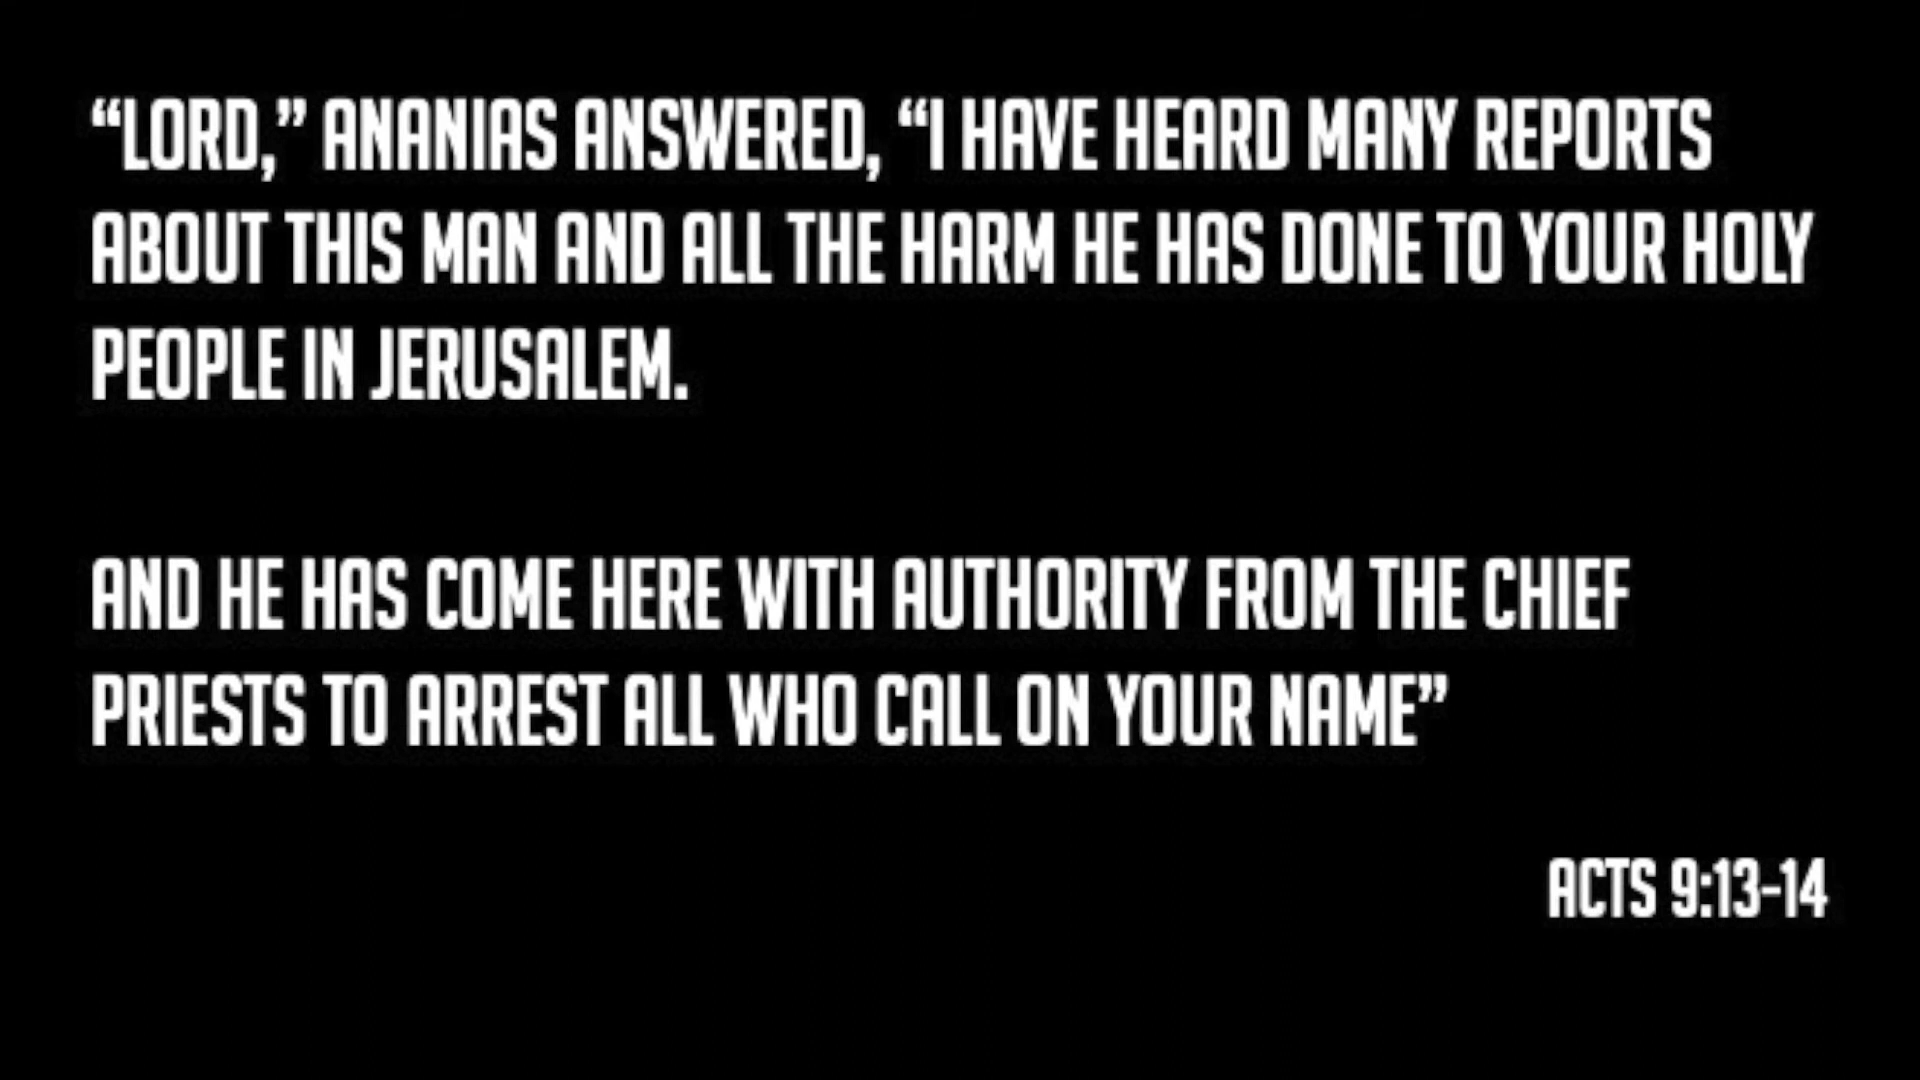 “LORD,” ANANIAS ANSWERED, “I HAVE HEARD MANY REPORTS
ABOUT THIS MAN AND ALL THE HARM HE HAS DONE TO YOUR HOLY
PEOPLE IN JERUSALEM.
AND HE HAS COME HERE WITH AUTHORITY FROM THE CHIEF
PRIESTS TO ARREST ALL WHO CALL ON YOUR NAME”
ACTS 9:13-14